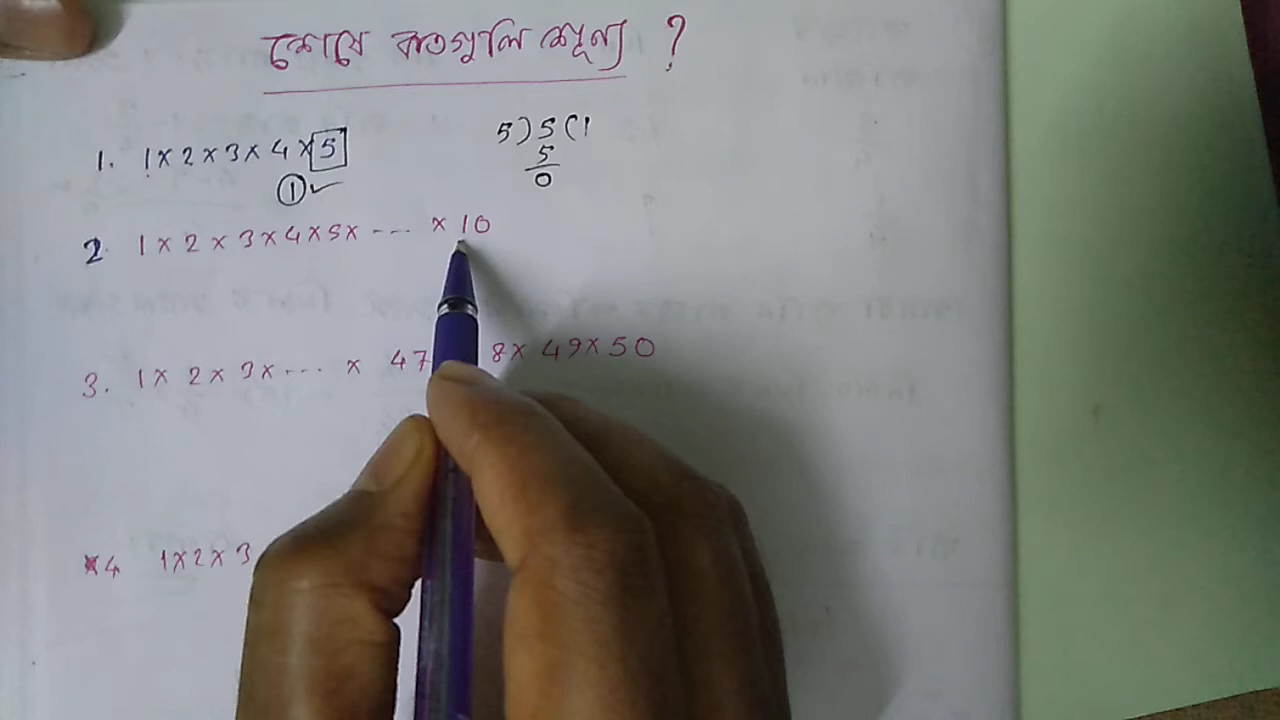 শেষে কতগুলি শূণ্য ?
1. 1 × 2 × 3 × 4 × 5
1 ✓
5 ) 5 ( 1
5
0
2. 1 × 2 × 3 × 4 × 5 × .... × 10
3. 1 × 2 × 3 × .... × 47 8 × 49 × 50
4 1 × 2 × 3